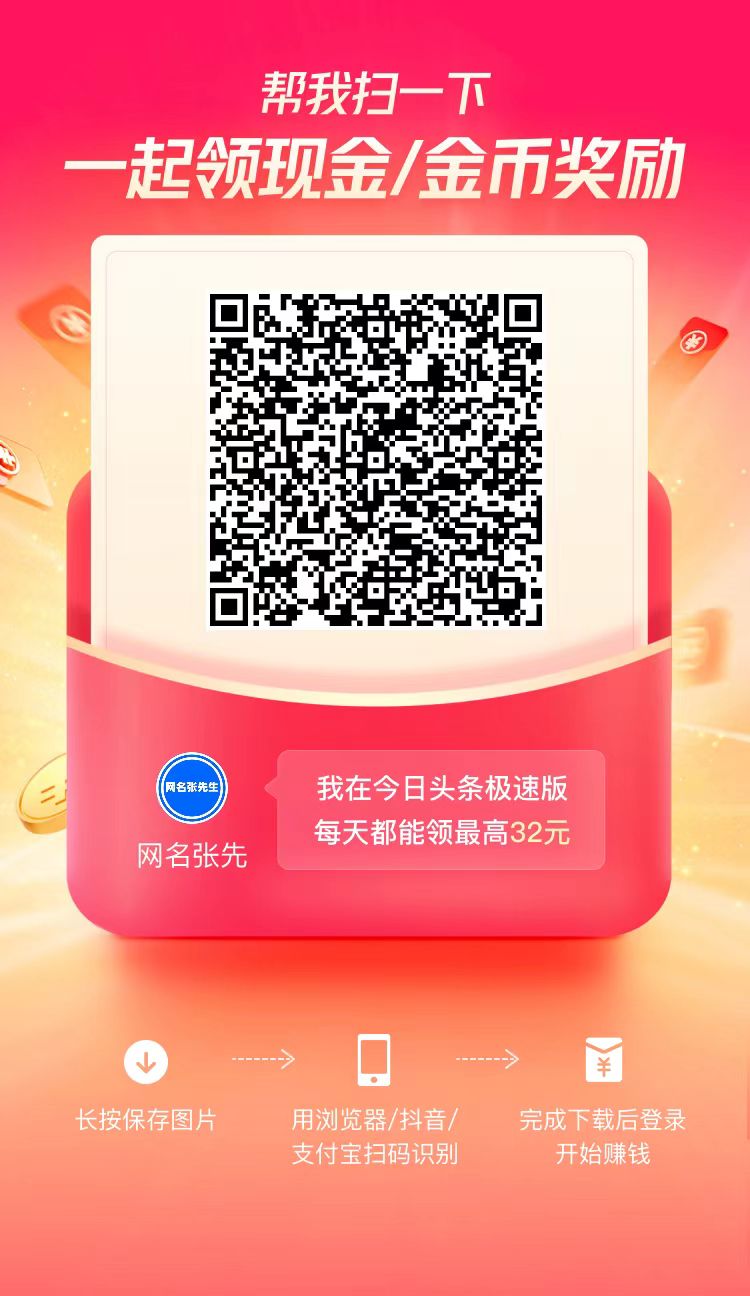 帮我扫一下
一起领现金/金币奖励
网名张先生
网名张先
我在今日头条极速版
每天都能领最高32元
长按保存图片
用浏览器/抖音/
支付宝扫码识别
完成下载后登录
开始赚钱